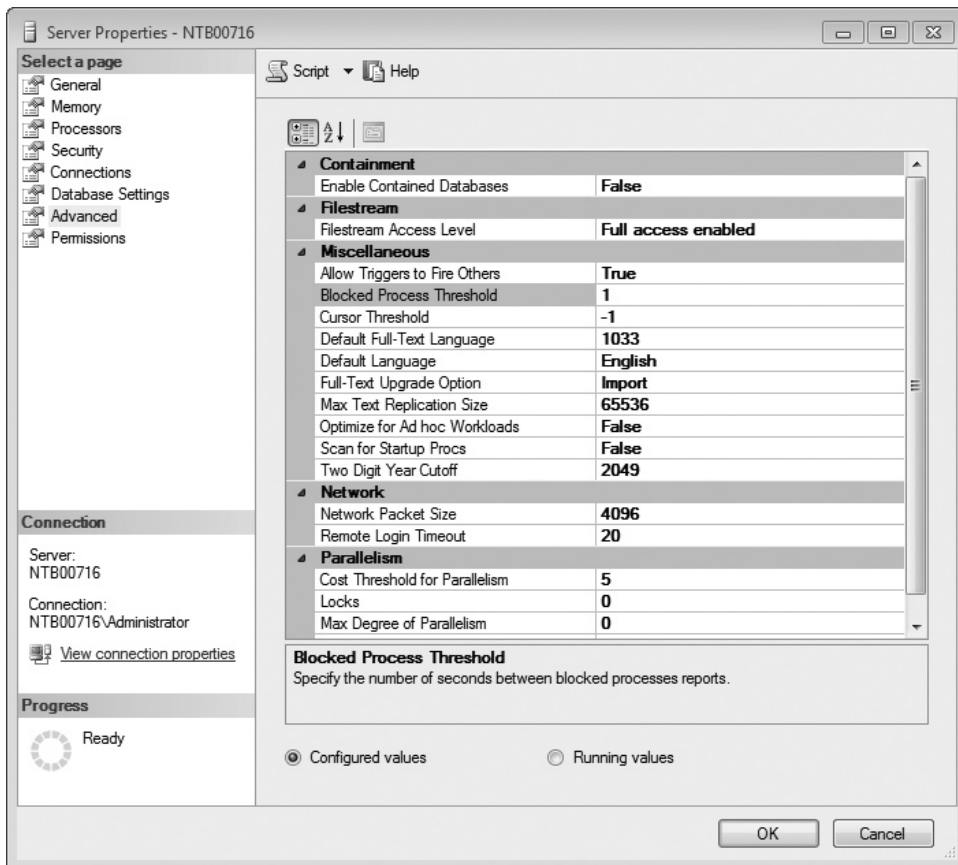 Server Properties - NTB00716
Select a page
General
Memory
Processors
Security
Connections
Database Settings
Advanced
Permissions
Connection
Server:
NTB00716
Connection:
NTB00716\Administrator
View connection properties
Progress
Ready
Script Help
Containment
Enable Contained Databases False
Filestream
Filestream Access Level Full access enabled
Miscellaneous
Allow Triggers to Fire Others True
Blocked Process Threshold 1
Cursor Threshold -1
Default Full-Text Language 1033
Default Language English
Full-Text Upgrade Option Import
Max Text Replication Size 65536
Optimize for Ad hoc Workloads False
Scan for Startup Procs False
Two Digit Year Cutoff 2049
Network
Network Packet Size 4096
Remote Login Timeout 20
Parallelism
Cost Threshold for Parallelism 5
Locks 0
Max Degree of Parallelism 0
Blocked Process Threshold
Specify the number of seconds between blocked processes reports.
Configured values Running values
OK Cancel